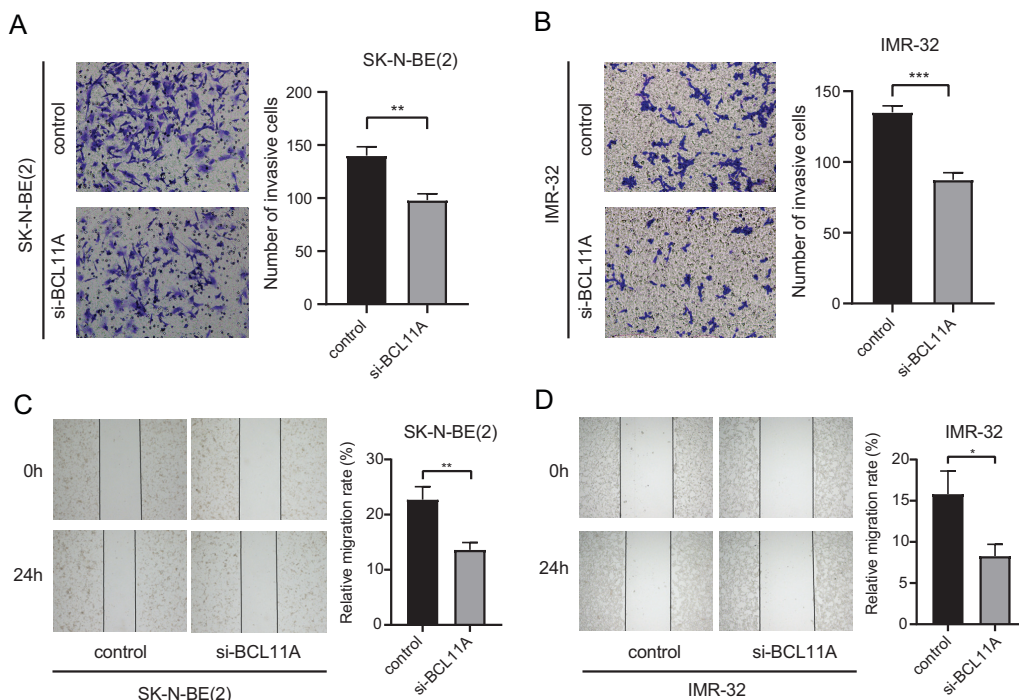 A
SK-N-BE(2)
control
si-BCL11A
SK-N-BE(2)
Number of invasive cells
200
150
100
50
0
**
control
si-BCL11A
B
IMR-32
control
si-BCL11A
IMR-32
Number of invasive cells
150
100
50
0
***
control
si-BCL11A
C
0h
24h
control
si-BCL11A
SK-N-BE(2)
SK-N-BE(2)
Relative migration rate (%)
30
20
10
0
**
control
si-BCL11A
D
0h
24h
control
si-BCL11A
IMR-32
IMR-32
Relative migration rate (%)
20
15
10
5
0
*
control
si-BCL11A